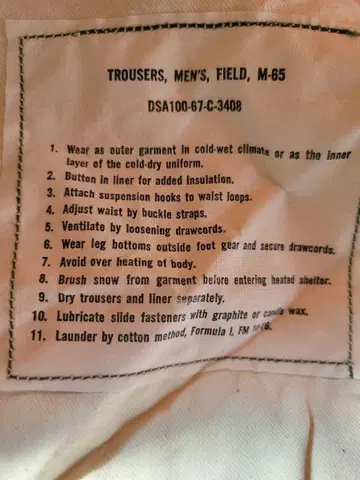 TROUSERS, MEN'S, FIELD, M-65
DSA100-67-C-3408
1. Wear as outer garment in cold-wet climate or as the inner
layer of the cold-dry uniform.
2. Button in liner for added insulation.
3. Attach suspension hooks to waist loops.
4. Adjust waist by buckle straps.
5. Ventilate by loosening drawcords.
6. Wear leg bottoms outside foot gear and secure drawcords.
7. Avoid over heating of body.
8. Brush snow from garment before entering heated shelter.
9. Dry trousers and liner separately.
10. Lubricate slide fasteners with graphite or candle wax.
11. Launder by cotton method, Formula I, FM